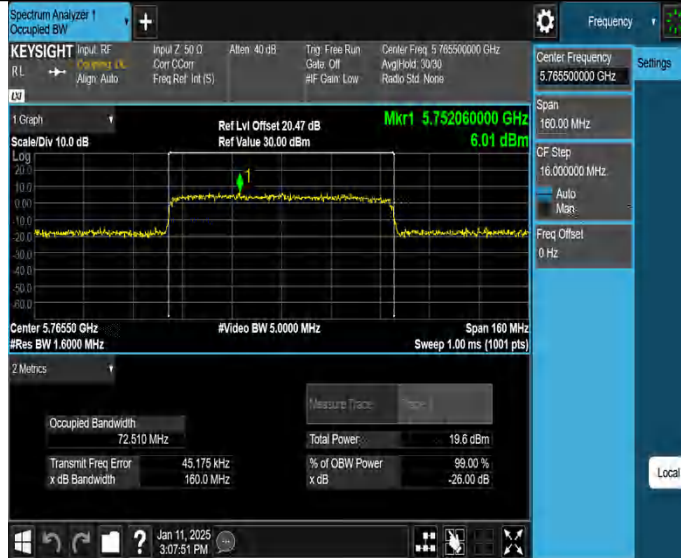 Spectrum Analyzer 1
Occupied BW
+
Frequency
KEYSIGHT Input: RF
RL
Coupling: DC
Align: Auto
Input Z: 50 Ω
Corr CCorr
Freq Ref: Int (S)
Atten: 40 dB
Trig: Free Run
Gate: Off
#IF Gain: Low
Center Freq: 5.765500000 GHz
Avg|Hold: 30/30
Radio Std: None
LXI
1 Graph
Scale/Div 10.0 dB
Ref Lvl Offset 20.47 dB
Ref Value 30.00 dBm
Mkr1 5.752060000 GHz
6.01 dBm
Log
20.0
10.0
0.00
-10.0
-20.0
-30.0
-40.0
-50.0
-60.0
1
Center 5.76550 GHz
#Res BW 1.6000 MHz
#Video BW 5.0000 MHz
Span 160 MHz
Sweep 1.00 ms (1001 pts)
2 Metrics
Measure Trace
Trace 1
Occupied Bandwidth
72.510 MHz
Total Power
19.6 dBm
Transmit Freq Error
45.175 kHz
% of OBW Power
99.00 %
x dB Bandwidth
160.0 MHz
x dB
-26.00 dB
Center Frequency
5.765500000 GHz
Settings
Span
160.00 MHz
CF Step
16.000000 MHz
Auto
Man
Freq Offset
0 Hz
Local
?
Jan 11, 2025
3:07:51 PM